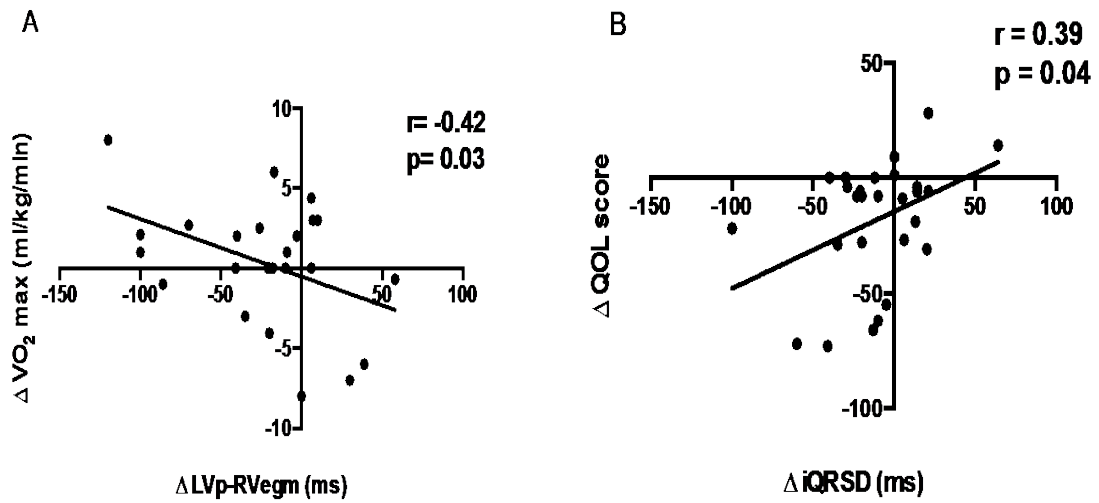 A
B
r = 0.39
p = 0.04
r= -0.42
p= 0.03
Δ VO2 max (ml/kg/min)
10
5
-150 -100 -50 50 100
-5
-10
Δ LVp-RVegm (ms)
Δ QOL score
50
-150 -100 -50 50 100
-50
-100
Δ iQRSD (ms)